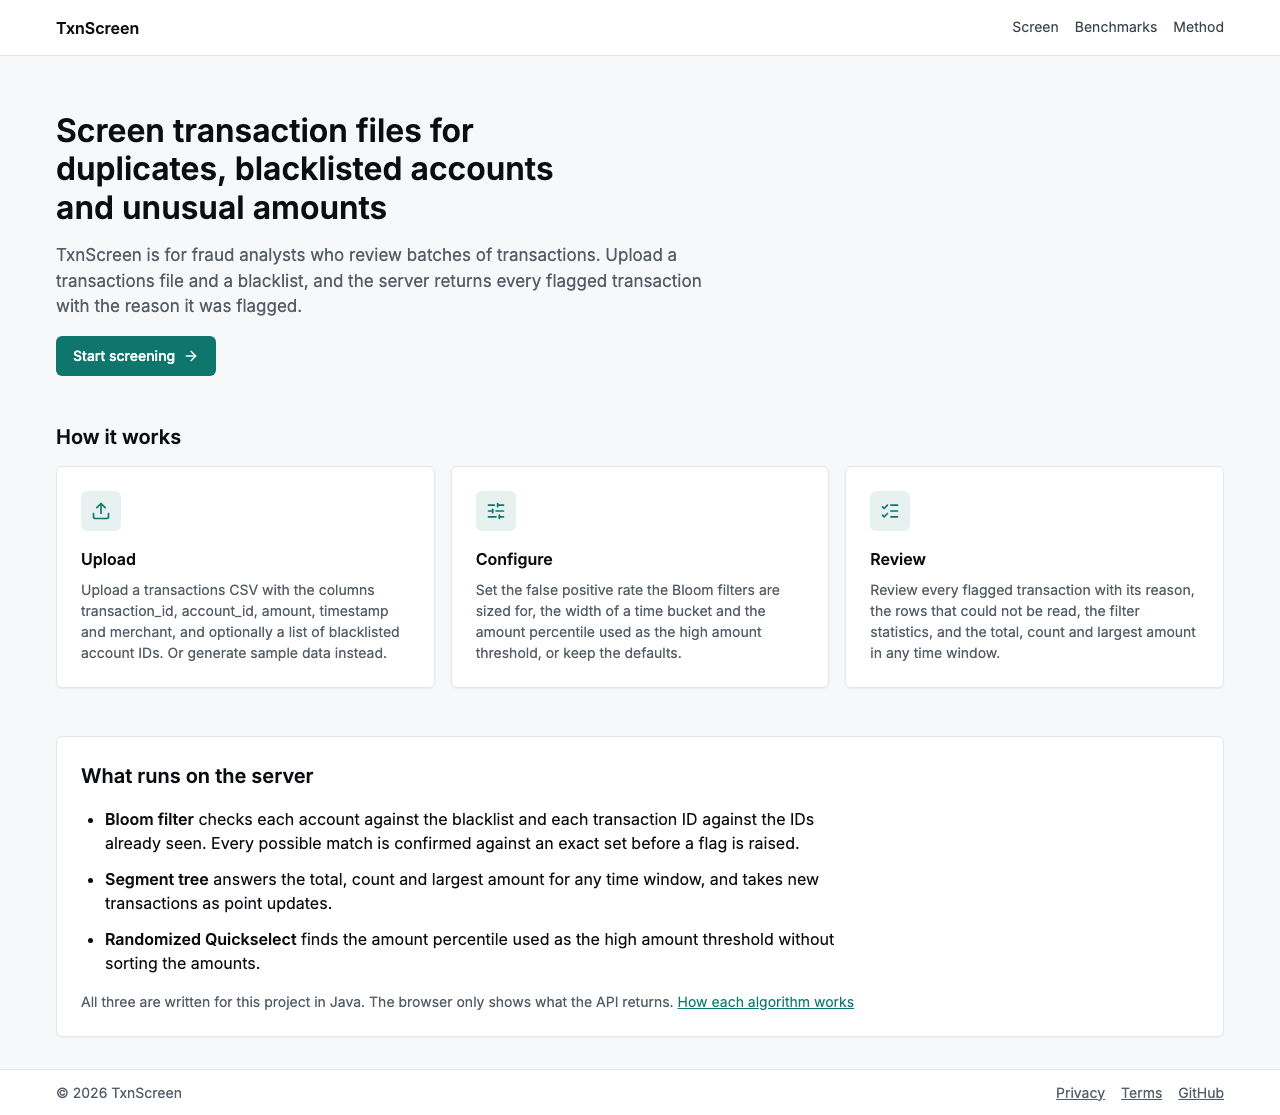 TxnScreen
Screen Benchmarks Method
Screen transaction files for
duplicates, blacklisted accounts
and unusual amounts
TxnScreen is for fraud analysts who review batches of transactions. Upload a
transactions file and a blacklist, and the server returns every flagged transaction
with the reason it was flagged.
Start screening
How it works
Upload
Upload a transactions CSV with the columns
transaction_id, account_id, amount, timestamp
and merchant, and optionally a list of blacklisted
account IDs. Or generate sample data instead.
Configure
Set the false positive rate the Bloom filters are
sized for, the width of a time bucket and the
amount percentile used as the high amount
threshold, or keep the defaults.
Review
Review every flagged transaction with its reason,
the rows that could not be read, the filter
statistics, and the total, count and largest amount
in any time window.
What runs on the server
Bloom filter checks each account against the blacklist and each transaction ID against the IDs
already seen. Every possible match is confirmed against an exact set before a flag is raised.
Segment tree answers the total, count and largest amount for any time window, and takes new
transactions as point updates.
Randomized Quickselect finds the amount percentile used as the high amount threshold without
sorting the amounts.
All three are written for this project in Java. The browser only shows what the API returns. How each algorithm works
© 2026 TxnScreen
Privacy Terms GitHub